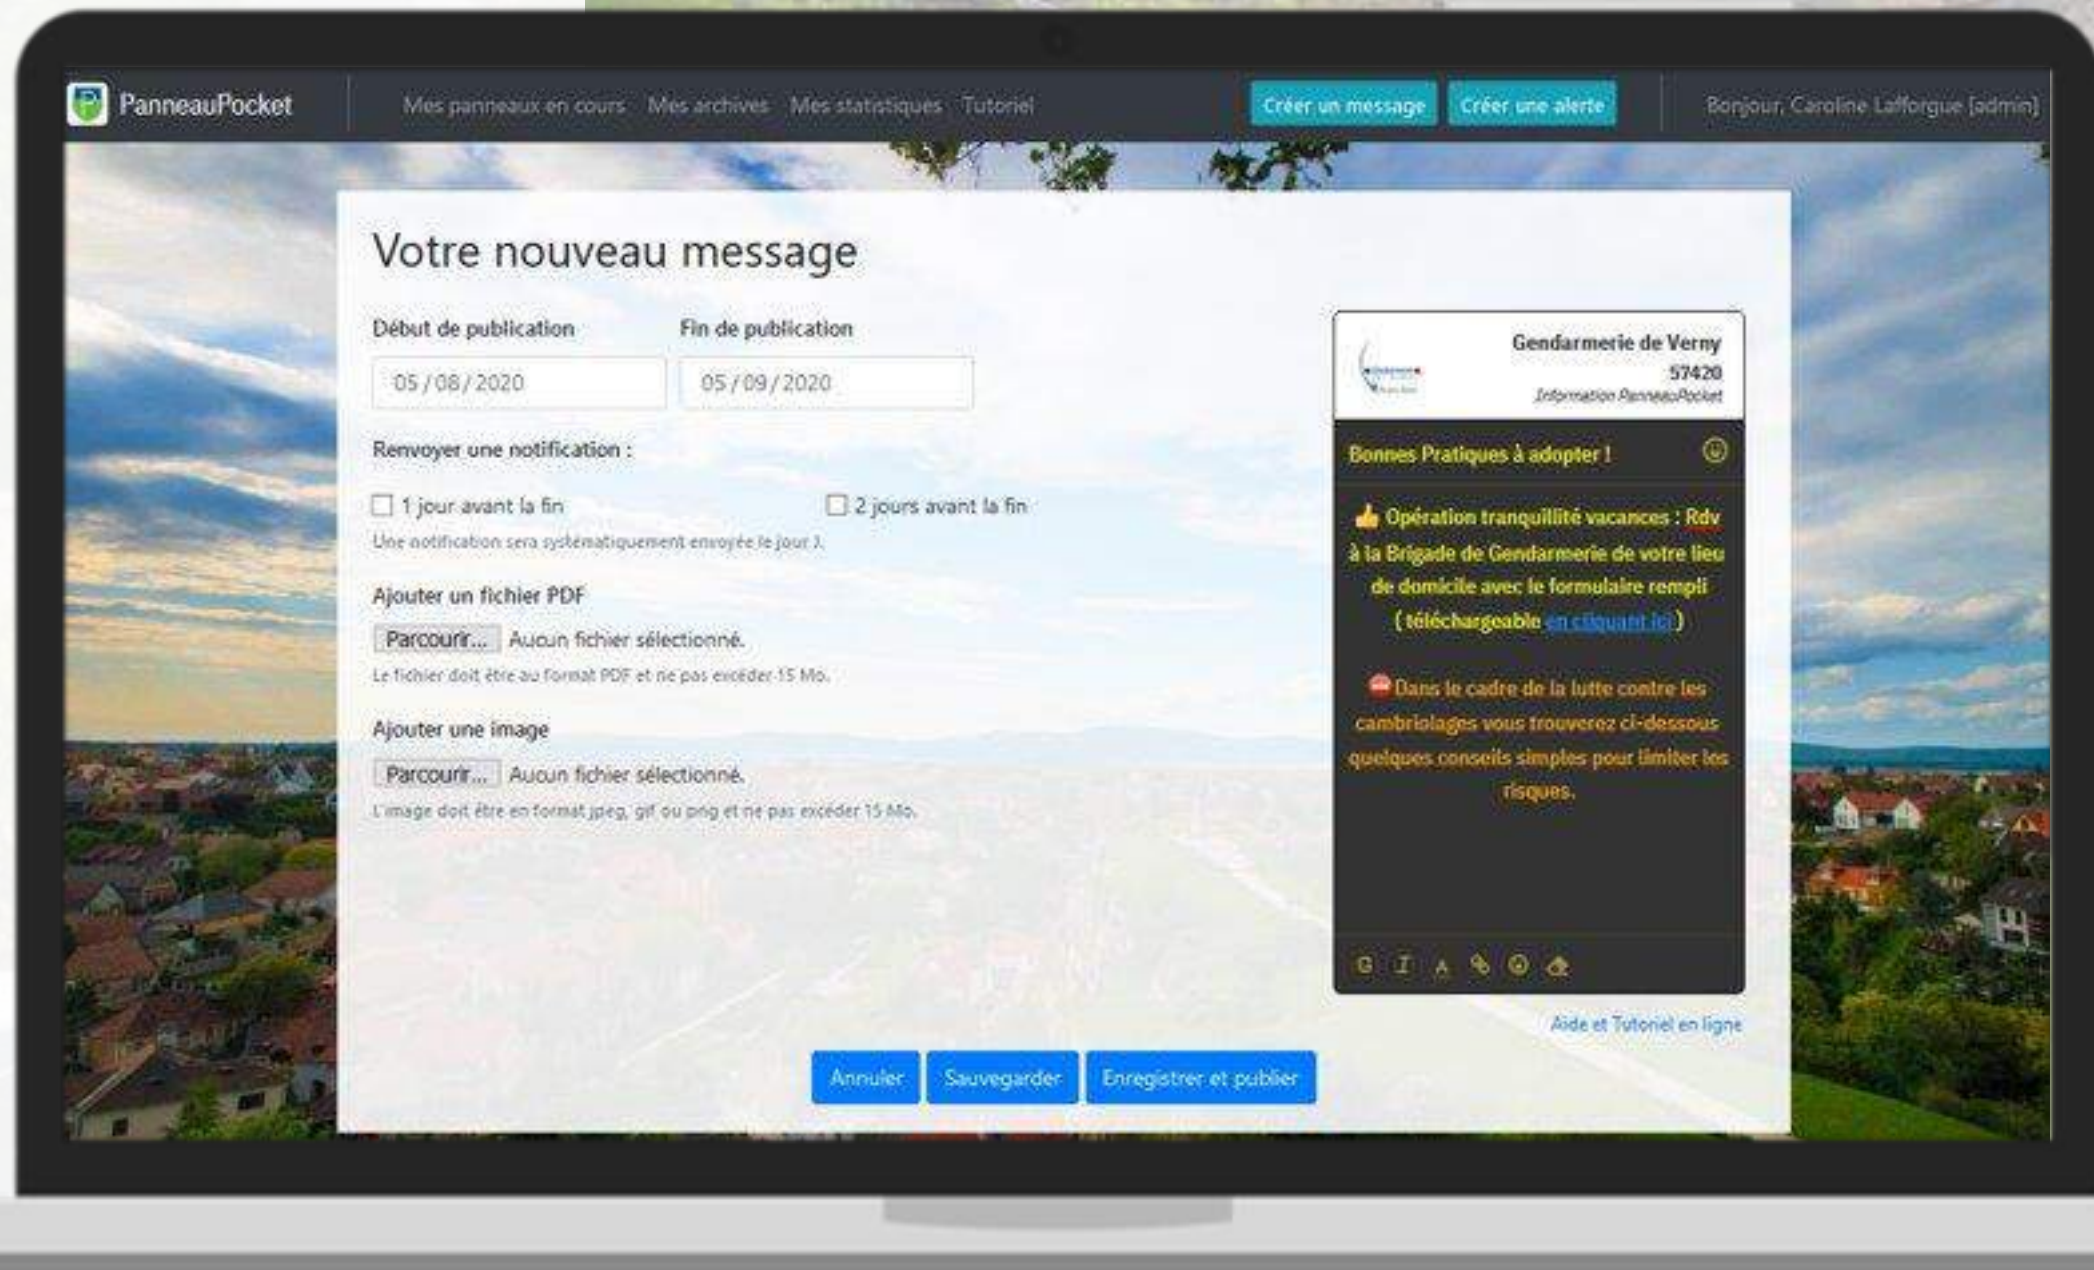 PanneauPocket
Mes panneaux en cours Mes archives Mes statistiques Tutoriel
Créer un message Créer une alerte
Bonjour, Caroline Lafforgue [admin]
Votre nouveau message
Début de publication Fin de publication
05 / 08 / 2020 05 / 09 / 2020
Renvoyer une notification :
1 jour avant la fin 2 jours avant la fin
Une notification sera systématiquement envoyée le jour J.
Ajouter un fichier PDF
Parcourir... Aucun fichier sélectionné.
Le fichier doit être au format PDF et ne pas excéder 15 Mo.
Ajouter une image
Parcourir... Aucun fichier sélectionné.
L'image doit être en format jpeg, gif ou png et ne pas excéder 15 Mo.
Gendarmerie de Verny
57420
Information PanneauPocket
Bonnes Pratiques à adopter !
👍 Opération tranquillité vacances : Rdv
à la Brigade de Gendarmerie de votre lieu
de domicile avec le formulaire rempli
( téléchargeable en cliquant ici )
Dans le cadre de la lutte contre les
cambriolages vous trouverez ci-dessous
quelques conseils simples pour limiter les
risques.
G I A
Aide et Tutoriel en ligne
Annuler Sauvegarder Enregistrer et publier